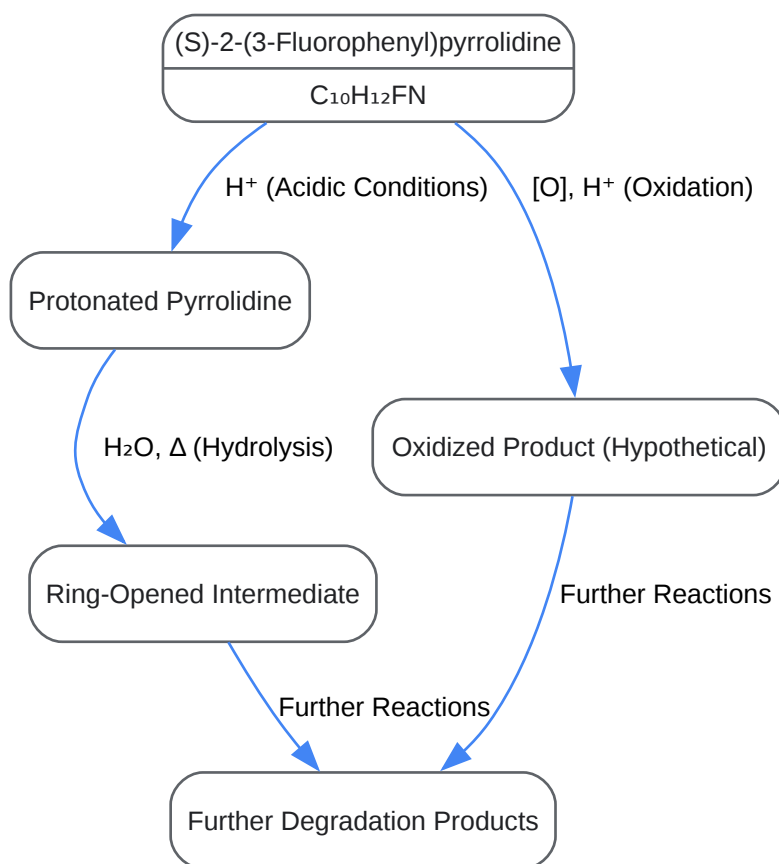 (S)-2-(3-Fluorophenyl)pyrrolidine
C₁₀H₁₂FN
H⁺ (Acidic Conditions)
[O], H⁺ (Oxidation)
Protonated Pyrrolidine
H₂O, Δ (Hydrolysis)
Oxidized Product (Hypothetical)
Ring-Opened Intermediate
Further Reactions
Further Reactions
Further Degradation Products